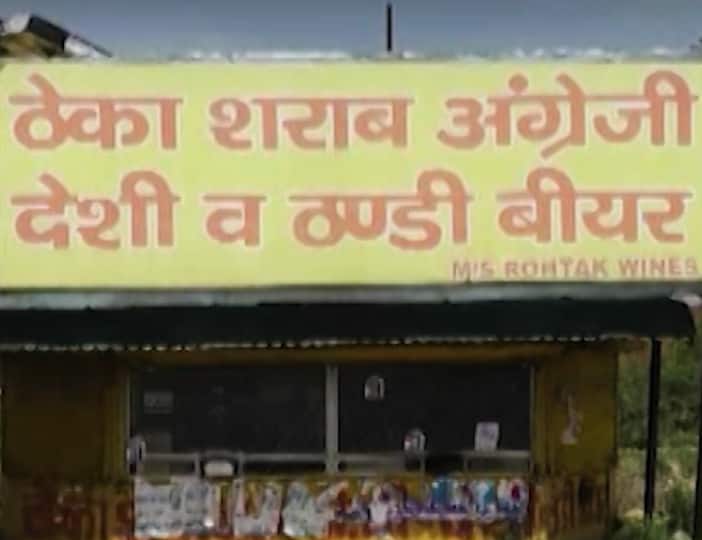 ठेका शराब अंग्रेजी
देशी व ठण्डी बीयर
M/S ROHTAK WINES